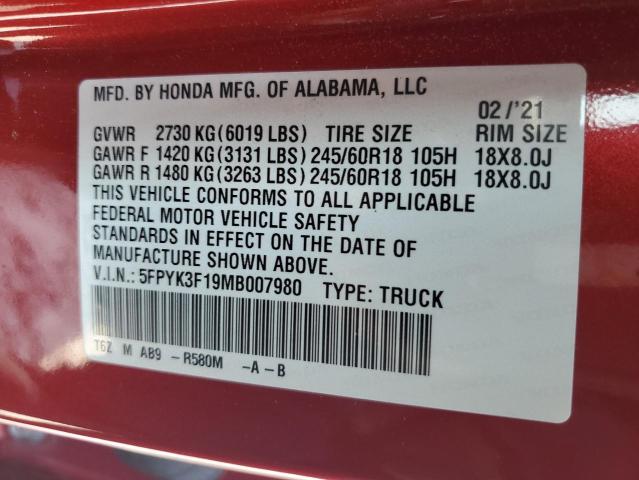 MFD. BY HONDA MFG. OF ALABAMA, LLC
02/'21
GVWR 2730 KG (6019 LBS) TIRE SIZE RIM SIZE
GAWR F 1420 KG (3131 LBS) 245/60R18 105H 18X8.0J
GAWR R 1480 KG (3263 LBS) 245/60R18 105H 18X8.0J
THIS VEHICLE CONFORMS TO ALL APPLICABLE
FEDERAL MOTOR VEHICLE SAFETY
STANDARDS IN EFFECT ON THE DATE OF
MANUFACTURE SHOWN ABOVE.
V.I.N.: 5FPYK3F19MB007980 TYPE: TRUCK
T6Z M AB9 -R580M -A-B